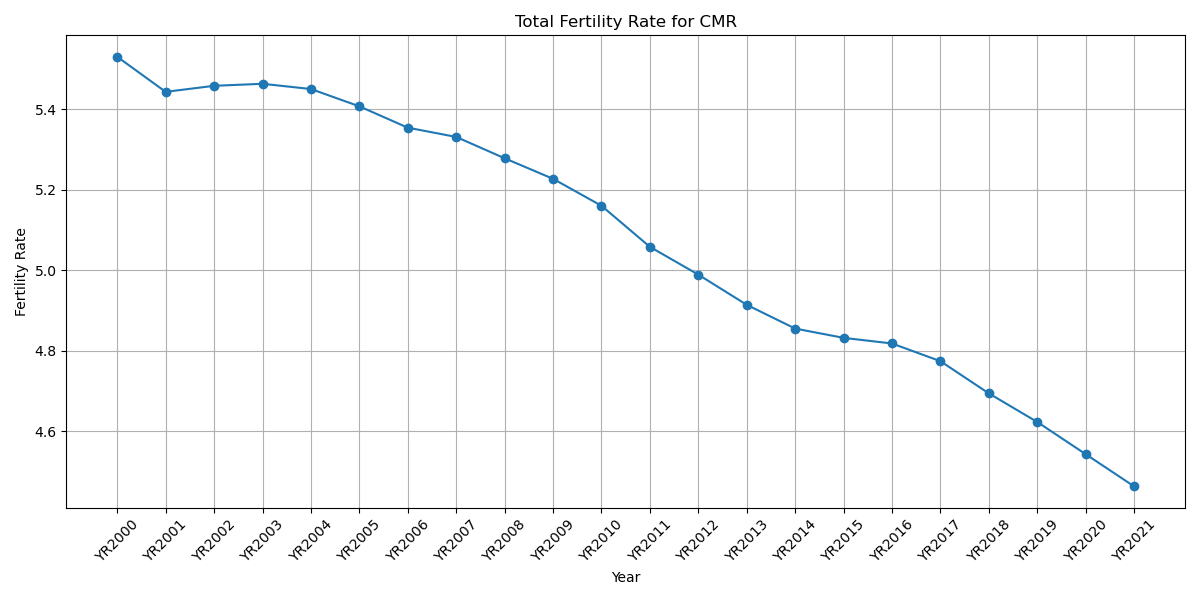 Total Fertility Rate for CMR
Fertility Rate
5.4
5.2
5.0
4.8
4.6
YR2000
YR2001
YR2002
YR2003
YR2004
YR2005
YR2006
YR2007
YR2008
YR2009
YR2010
YR2011
YR2012
YR2013
YR2014
YR2015
YR2016
YR2017
YR2018
YR2019
YR2020
YR2021
Year